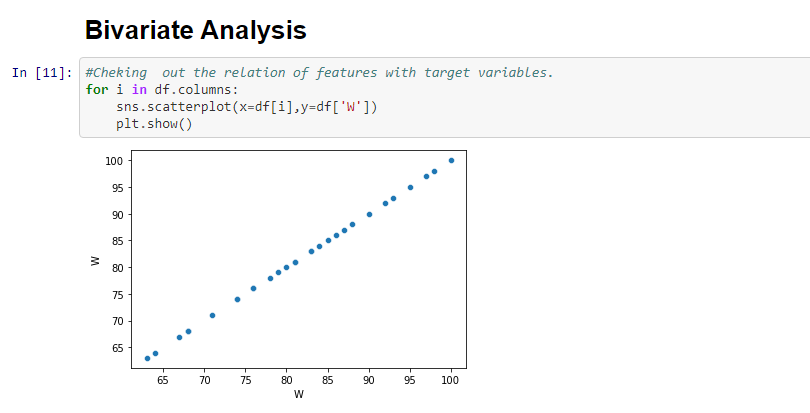 Bivariate Analysis
In [11]:
#Cheking  out the relation of features with target variables.
for i in df.columns:
    sns.scatterplot(x=df[i],y=df['W'])
    plt.show()
100
95
90
85
80
75
70
65
W
65 70 75 80 85 90 95 100
W